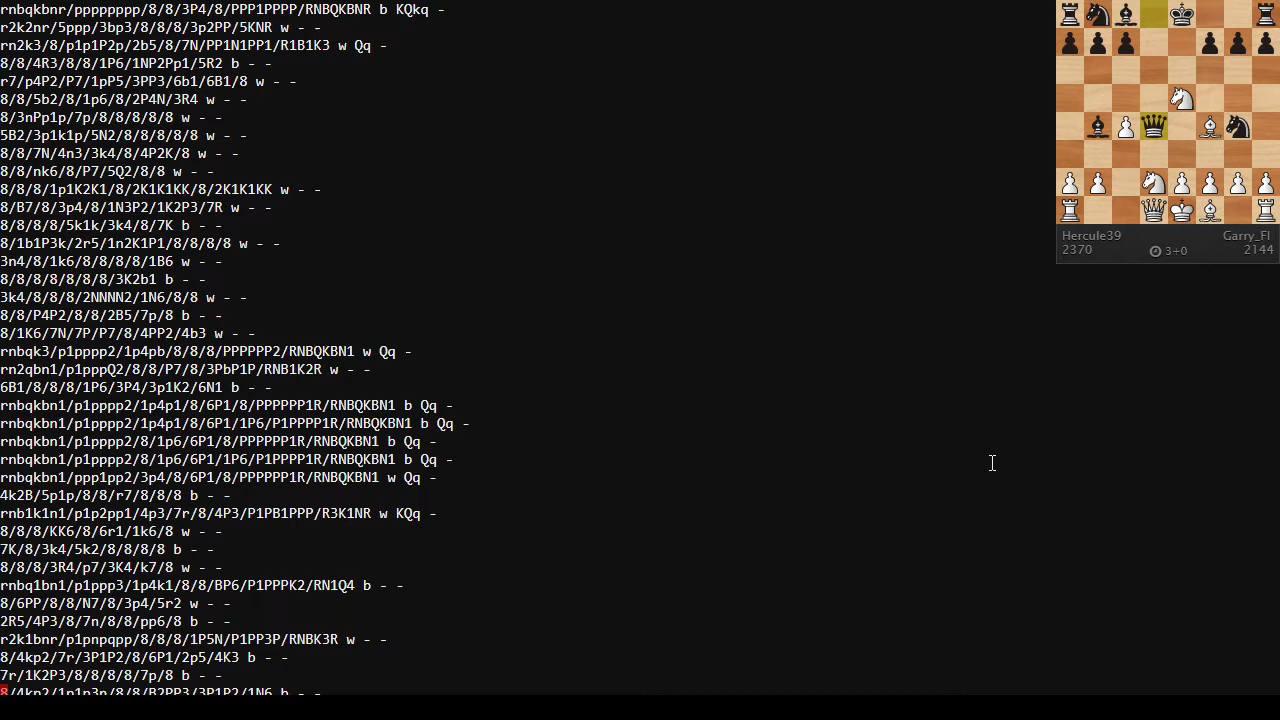 rnbqkbnr/pppppppp/8/8/3P4/8/PPP1PPPP/RNBQKBNR b KQkq -
r2k2nr/5ppp/3bp3/8/8/8/3p2PP/5KNR w - -
rn2k3/8/p1p1P2p/2b5/8/7N/PP1N1PP1/R1B1K3 w Qq -
8/8/4R3/8/8/1P6/1NP2Pp1/5R2 b - -
r7/p4P2/P7/1pP5/3PP3/6b1/6B1/8 w - -
8/8/5b2/8/1p6/8/2P4N/3R4 w - -
8/3nPp1p/7p/8/8/8/8/8 w - -
5B2/3p1k1p/5N2/8/8/8/8/8 w - -
8/8/7N/4n3/3k4/8/4P2K/8 w - -
8/8/nk6/8/P7/5Q2/8/8 w - -
8/8/8/1p1K2K1/8/2K1K1KK/8/2K1K1KK w - -
8/B7/8/3p4/8/1N3P2/1K2P3/7R w - -
8/8/8/8/5k1k/3k4/8/7K b - -
8/1b1P3k/2r5/1n2K1P1/8/8/8/8 w - -
3n4/8/1k6/8/8/8/8/1B6 w - -
8/8/8/8/8/8/8/3K2b1 b - -
3k4/8/8/8/2NNNN2/1N6/8/8 w - -
8/8/P4P2/8/8/2B5/7p/8 b - -
8/1K6/7N/7P/P7/8/4PP2/4b3 w - -
rnbqk3/p1pppp2/1p4pb/8/8/8/PPPPPP2/RNBQKBN1 w Qq -
rn2qbn1/p1pppQ2/8/8/P7/8/3PbP1P/RNB1K2R w - -
6B1/8/8/8/1P6/3P4/3p1K2/6N1 b - -
rnbqkbn1/p1pppp2/1p4p1/8/6P1/8/PPPPPP1R/RNBQKBN1 b Qq -
rnbqkbn1/p1pppp2/1p4p1/8/6P1/1P6/P1PPPP1R/RNBQKBN1 b Qq -
rnbqkbn1/p1pppp2/8/1p6/6P1/8/PPPPPP1R/RNBQKBN1 b Qq -
rnbqkbn1/p1pppp2/8/1p6/6P1/1P6/P1PPPP1R/RNBQKBN1 b Qq -
rnbqkbn1/ppp1pp2/3p4/8/6P1/8/PPPPPP1R/RNBQKBN1 w Qq -
4k2B/5p1p/8/8/r7/8/8/8 b - -
rnb1k1n1/p1p2pp1/4p3/7r/8/4P3/P1PB1PPP/R3K1NR w KQq -
8/8/8/KK6/8/6r1/1k6/8 w - -
7K/8/3k4/5k2/8/8/8/8 b - -
8/8/8/3R4/p7/3K4/k7/8 w - -
rnbq1bn1/p1ppp3/1p4k1/8/8/BP6/P1PPPK2/RN1Q4 b - -
8/6PP/8/8/N7/8/3p4/5r2 w - -
2R5/4P3/8/7n/8/8/pp6/8 b - -
r2k1bnr/p1pnpqpp/8/8/8/1P5N/P1PP3P/RNBK3R w - -
8/4kp2/7r/3P1P2/8/6P1/2p5/4K3 b - -
7r/1K2P3/8/8/8/8/7p/8 b - -
8/4kp2/1p1p3p/8/8/B2PP3/3P1P2/1N6 b - -
Hercule39 Garry_Fl
2370 3+0 2144